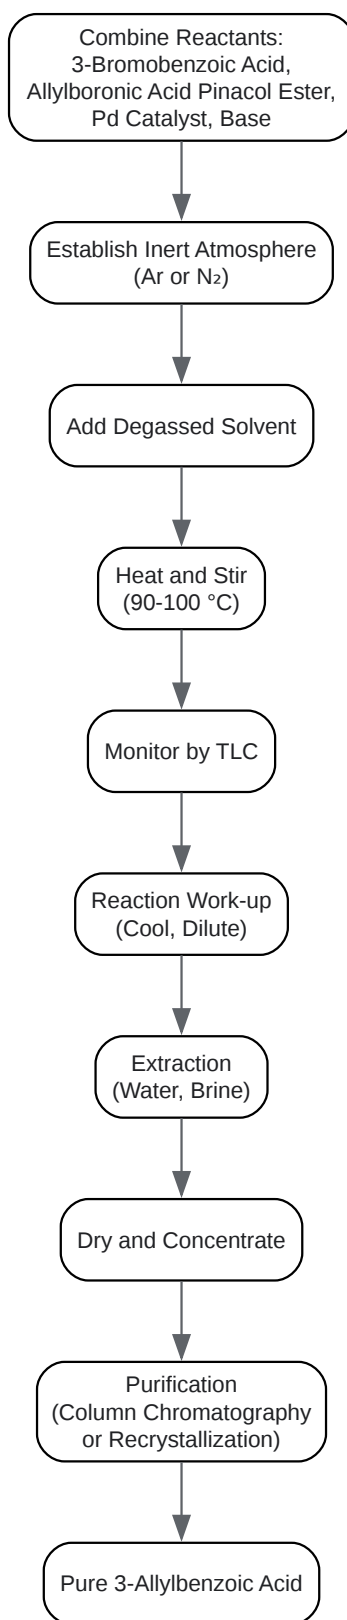 Combine Reactants:
3-Bromobenzoic Acid,
Allylboronic Acid Pinacol Ester,
Pd Catalyst, Base
Establish Inert Atmosphere
(Ar or N₂)
Add Degassed Solvent
Heat and Stir
(90-100 °C)
Monitor by TLC
Reaction Work-up
(Cool, Dilute)
Extraction
(Water, Brine)
Dry and Concentrate
Purification
(Column Chromatography
or Recrystallization)
Pure 3-Allylbenzoic Acid